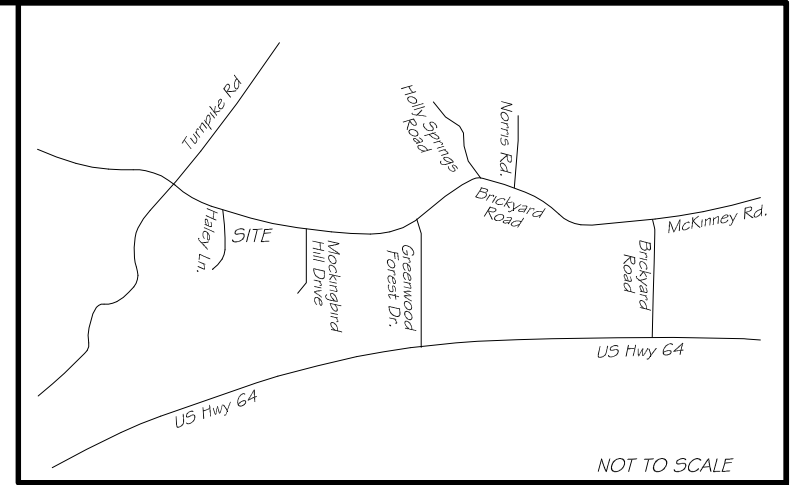 Turnpike Rd
Holly Springs
Road
Norris Rd.
Brickyard
Road
McKinney Rd.
Haley Ln.
SITE
Mockingbird
Hill Drive
Greenwood
Forest Dr.
Brickyard
Road
US Hwy 64
US Hwy 64
NOT TO SCALE